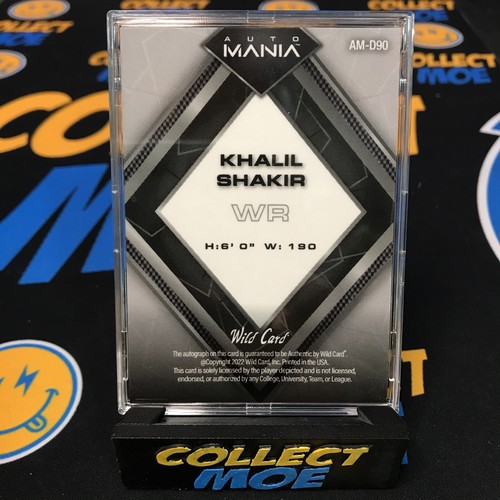 COLLECT
MOE
AUTO
MANIA
AM-D90
KHALIL
SHAKIR
WR
H:6' 0" W: 190
Wild Card
The autograph on this card is guaranteed to be Authentic by Wild Card®.
©Copyright 2022 Wild Card, Inc. Printed in the USA.
This card is solely licensed by the player depicted and is not licensed,
endorsed, or authorized by any College, University, Team, or League.
COLLECT
MOE